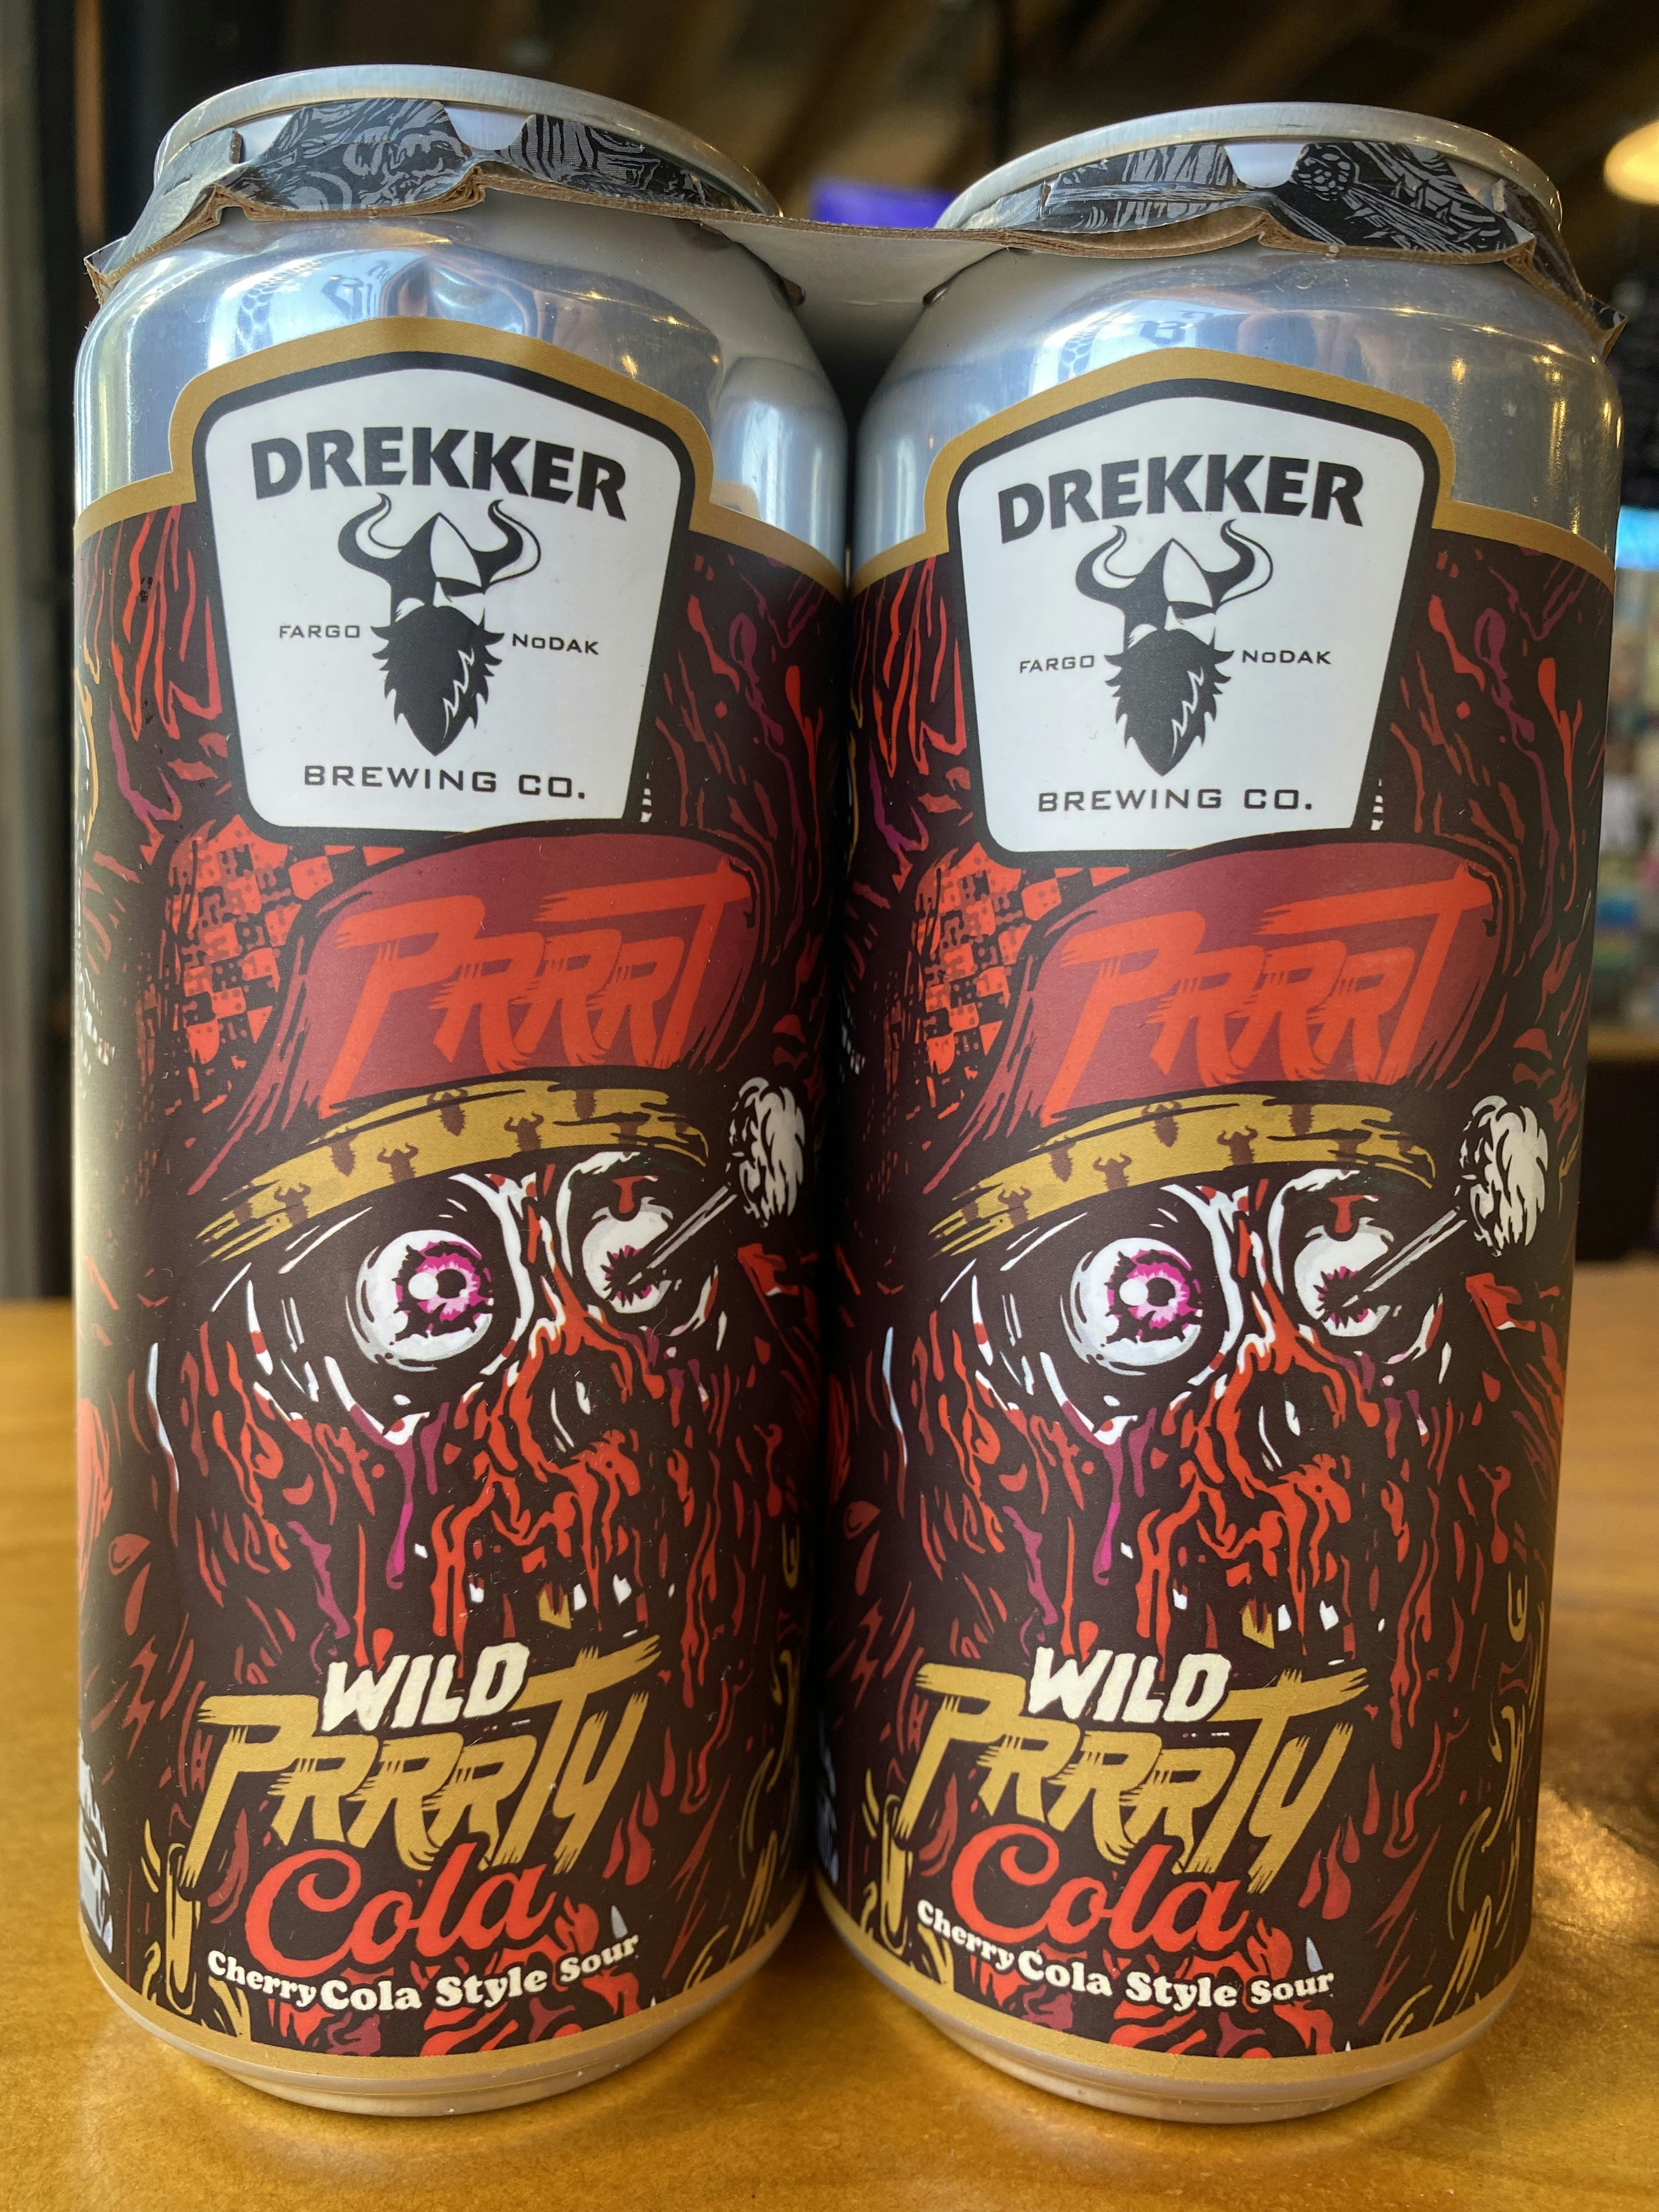 DREKKER
FARGO NoDAK
BREWING CO.
PRRRT
WILD
PRRRTY
Cola
Cherry Cola Style Sour
DREKKER
FARGO NoDAK
BREWING CO.
PRRRT
WILD
PRRRTY
Cola
Cherry Cola Style Sour